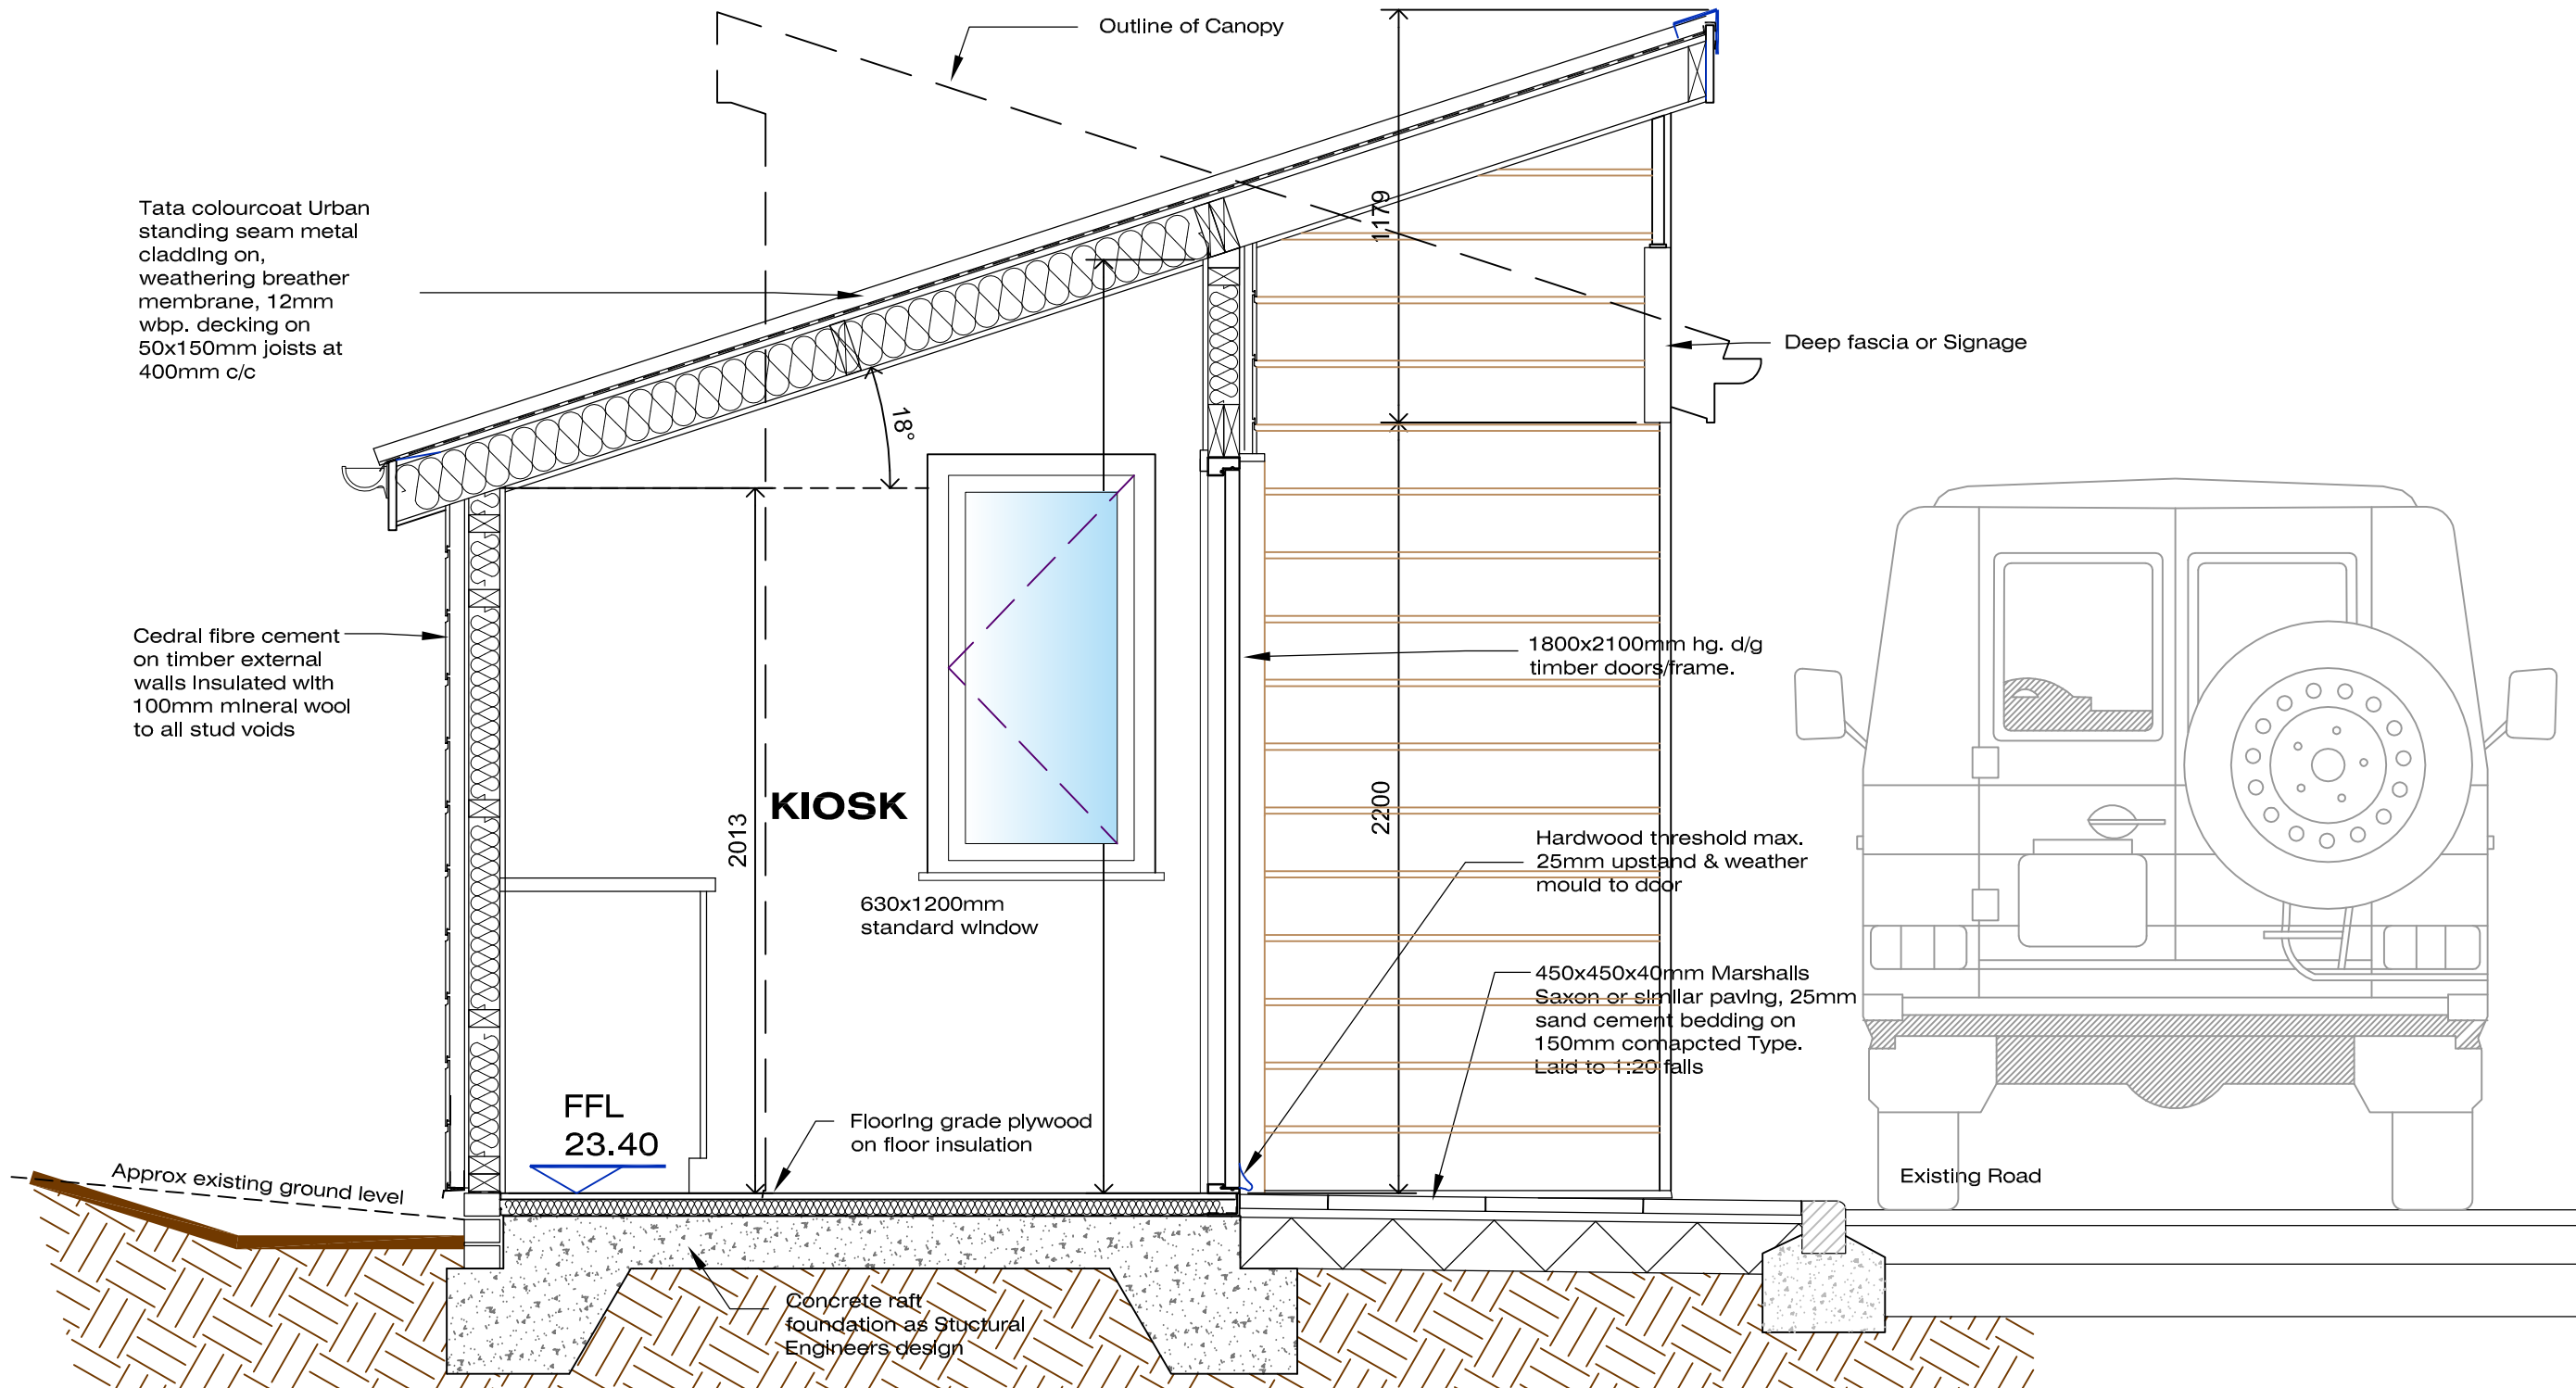 Outline of Canopy
Tata colourcoat Urban
standing seam metal
cladding on,
weathering breather
membrane, 12mm
wbp. decking on
50x150mm joists at
400mm c/c
1179
Deep fascia or Signage
18°
Cedral fibre cement
on timber external
walls insulated with
100mm mineral wool
to all stud voids
1800x2100mm hg. d/g
timber doors/frame.
KIOSK
2013
2200
Hardwood threshold max.
25mm upstand & weather
mould to door
630x1200mm
standard window
450x450x40mm Marshalls
Saxon or similar paving, 25mm
sand cement bedding on
150mm comapcted Type.
Laid to 1:20 falls
FFL
23.40
Flooring grade plywood
on floor insulation
Approx existing ground level
Existing Road
Concrete raft
foundation as Stuctural
Engineers design